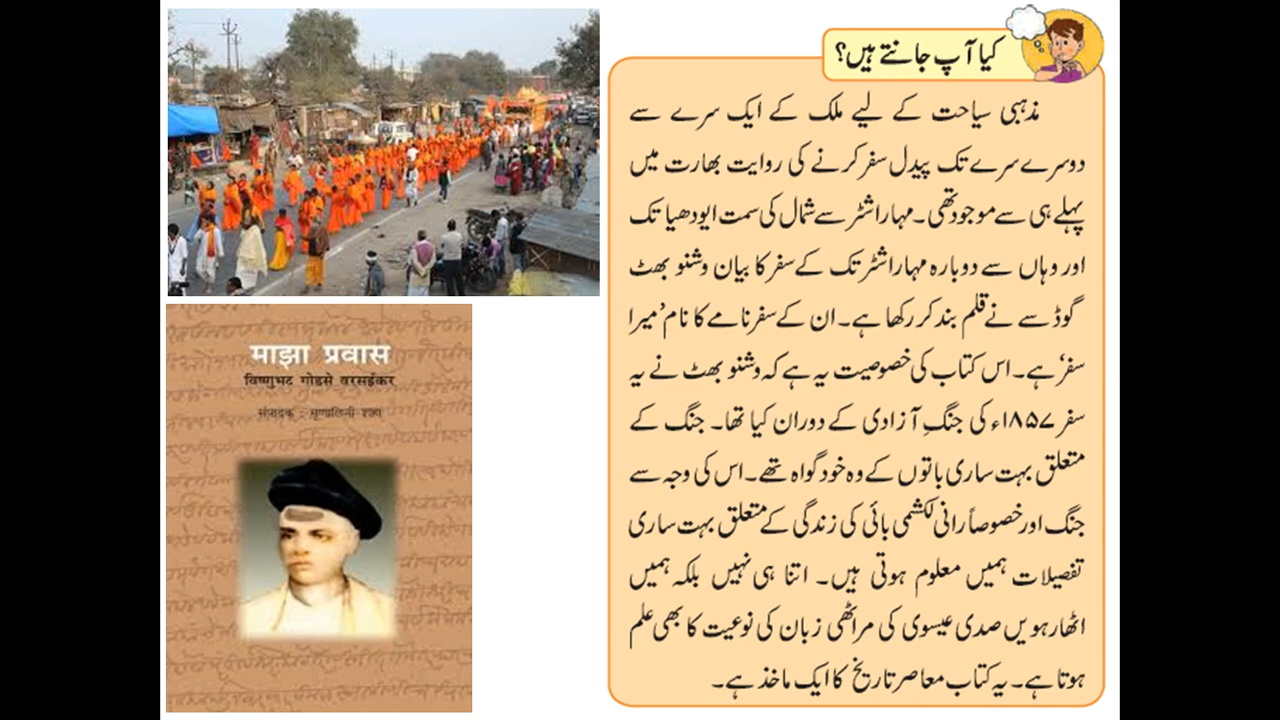 माझा प्रवास
विष्णुभट गोडसे वरसईकर
संपादक : मृणालिनी शहा
کیا آپ جانتے ہیں؟
مذہبی سیاحت کے لیے ملک کے ایک سرے سے
دوسرے سرے تک پیدل سفر کرنے کی روایت بھارت میں
پہلے ہی سے موجود تھی۔ مہاراشٹر سے شمال کی سمت ایودھیا تک
اور وہاں سے دوبارہ مہاراشٹر تک کے سفر کا بیان وشنو بھٹ
گوڈسے نے قلم بند کر رکھا ہے۔ ان کے سفرنامے کا نام ’میرا
سفر‘ ہے۔ اس کتاب کی خصوصیت یہ ہے کہ وشنو بھٹ نے یہ
سفر ۱۸۵۷ء کی جنگِ آزادی کے دوران کیا تھا۔ جنگ کے
متعلق بہت ساری باتوں کے وہ خود گواہ تھے۔ اس کی وجہ سے
جنگ اور خصوصاً رانی لکشمی بائی کی زندگی کے متعلق بہت ساری
تفصیلات ہمیں معلوم ہوتی ہیں۔ اتنا ہی نہیں بلکہ ہمیں
اٹھارہویں صدی عیسوی کی مراٹھی زبان کی نوعیت کا بھی علم
ہوتا ہے۔ یہ کتاب معاصر تاریخ کا ایک ماخذ ہے۔